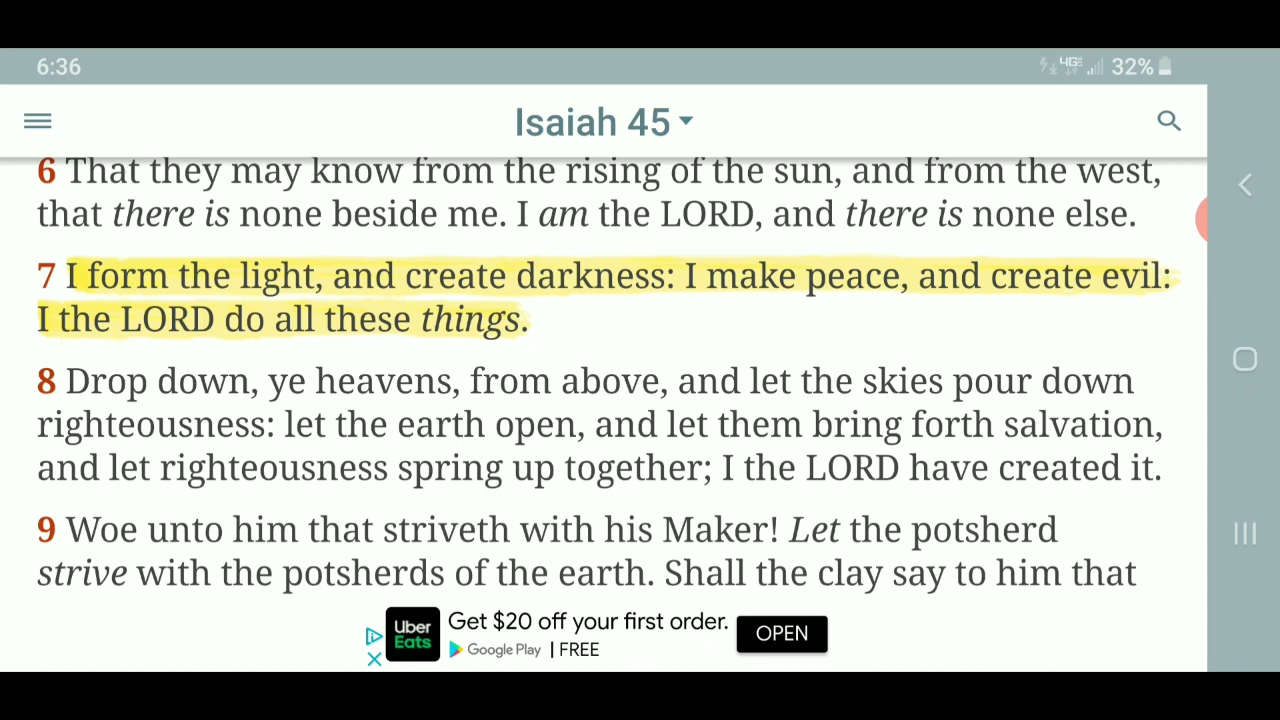 6:36
4G 32%
Isaiah 45
6 That they may know from the rising of the sun, and from the west,
that there is none beside me. I am the LORD, and there is none else.
7 I form the light, and create darkness: I make peace, and create evil:
I the LORD do all these things.
8 Drop down, ye heavens, from above, and let the skies pour down
righteousness: let the earth open, and let them bring forth salvation,
and let righteousness spring up together; I the LORD have created it.
9 Woe unto him that striveth with his Maker! Let the potsherd
strive with the potsherds of the earth. Shall the clay say to him that
Uber
Eats
Get $20 off your first order.
Google Play | FREE
OPEN